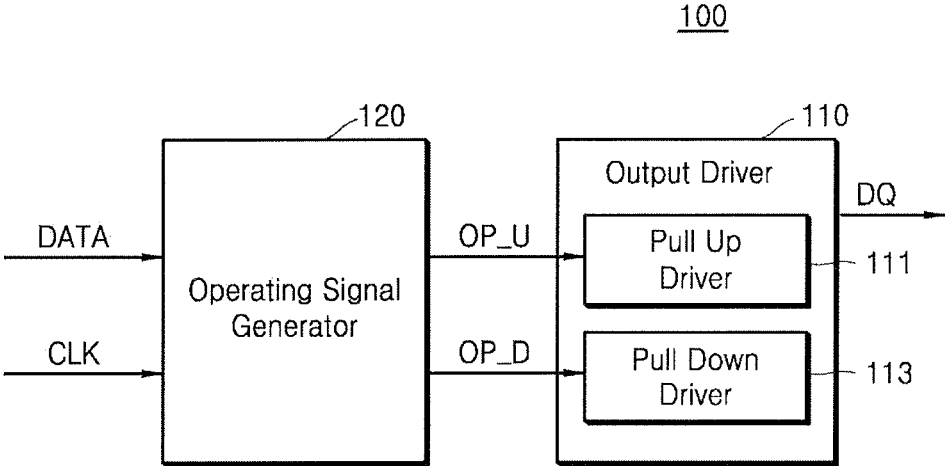 100
120
110
Output Driver
DQ
DATA
OP_U
Pull Up
Driver
111
Operating Signal
Generator
CLK
OP_D
Pull Down
Driver
113